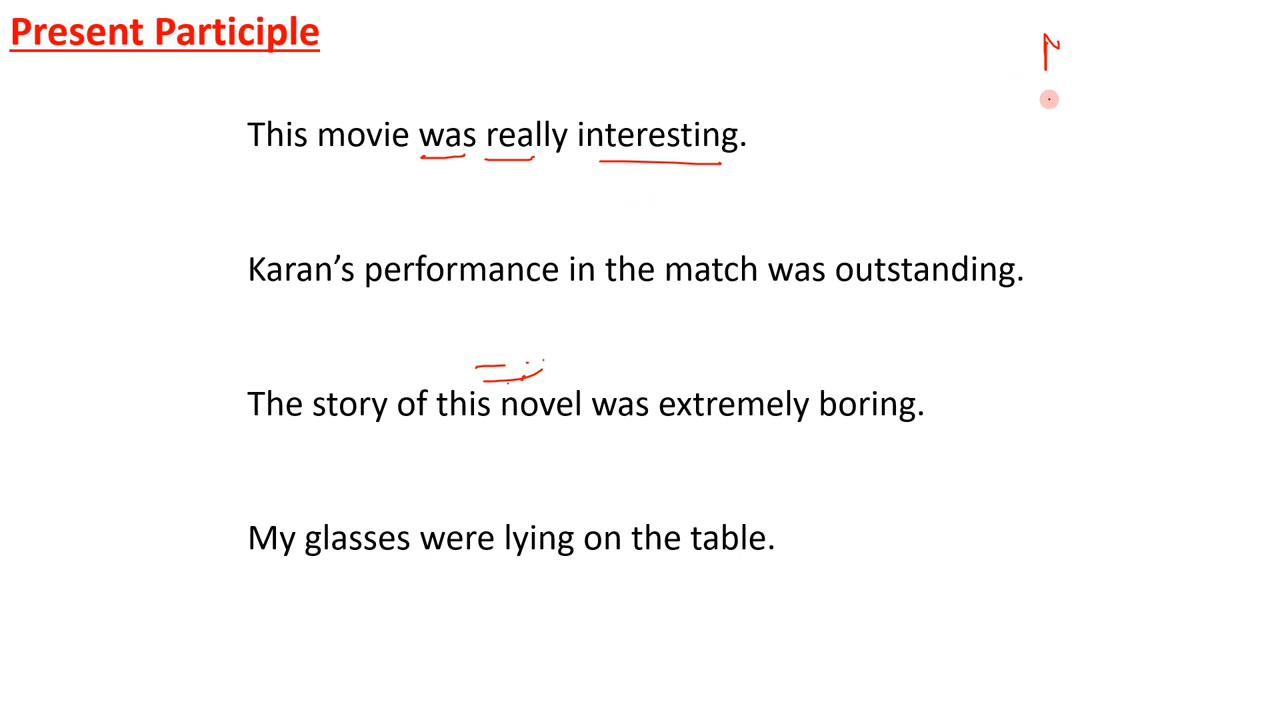 Present Participle
This movie was really interesting.
Karan’s performance in the match was outstanding.
The story of this novel was extremely boring.
My glasses were lying on the table.